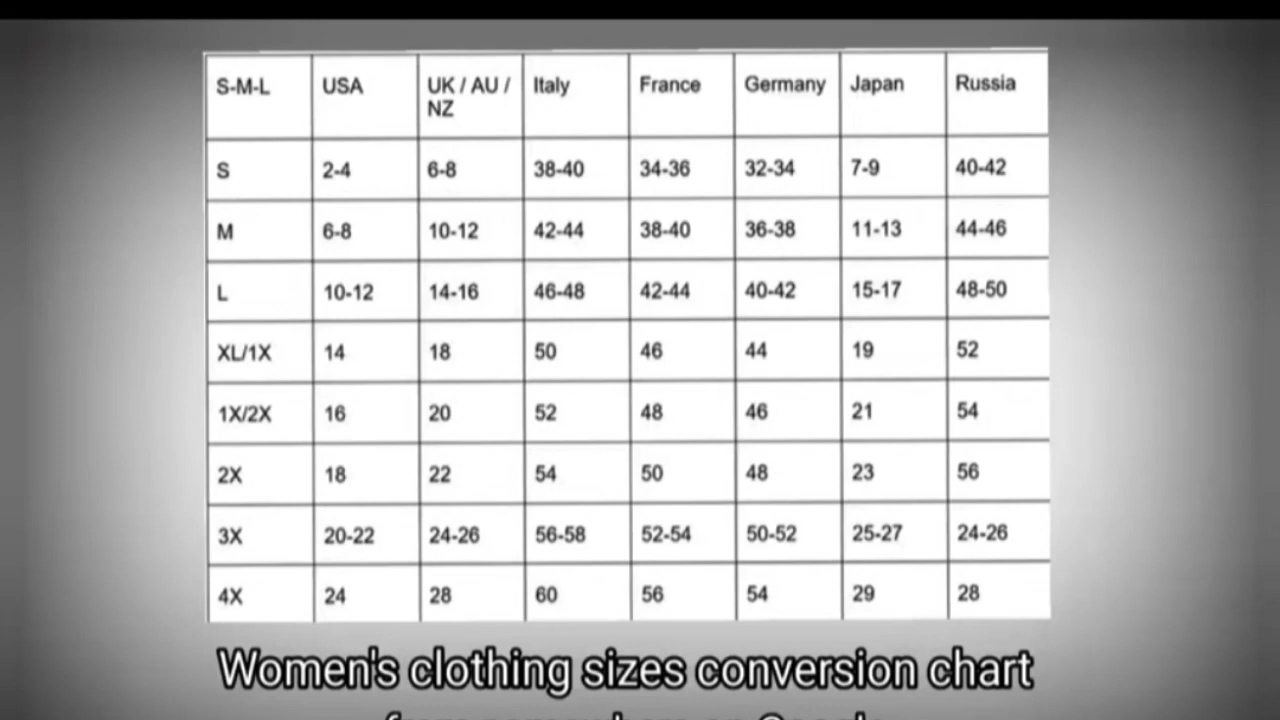 S-M-L USA UK / AU / NZ Italy France Germany Japan Russia
S 2-4 6-8 38-40 34-36 32-34 7-9 40-42
M 6-8 10-12 42-44 38-40 36-38 11-13 44-46
L 10-12 14-16 46-48 42-44 40-42 15-17 48-50
XL/1X 14 18 50 46 44 19 52
1X/2X 16 20 52 48 46 21 54
2X 18 22 54 50 48 23 56
3X 20-22 24-26 56-58 52-54 50-52 25-27 24-26
4X 24 28 60 56 54 29 28
Women's clothing sizes conversion chart